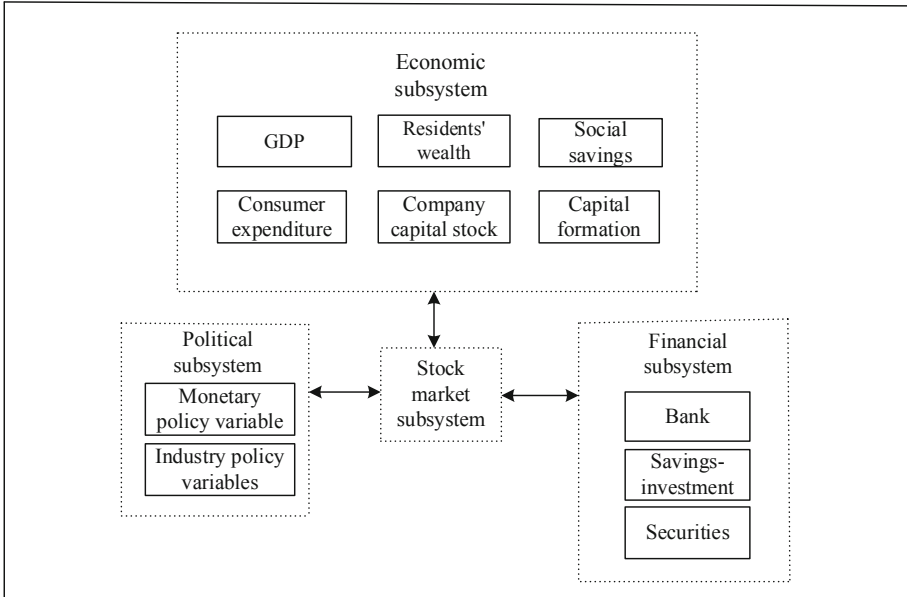 Economic
subsystem
GDP
Residents'
wealth
Social
savings
Consumer
expenditure
Company
capital stock
Capital
formation
Political
subsystem
Monetary
policy variable
Industry policy
variables
Stock
market
subsystem
Financial
subsystem
Bank
Savings-
investment
Securities